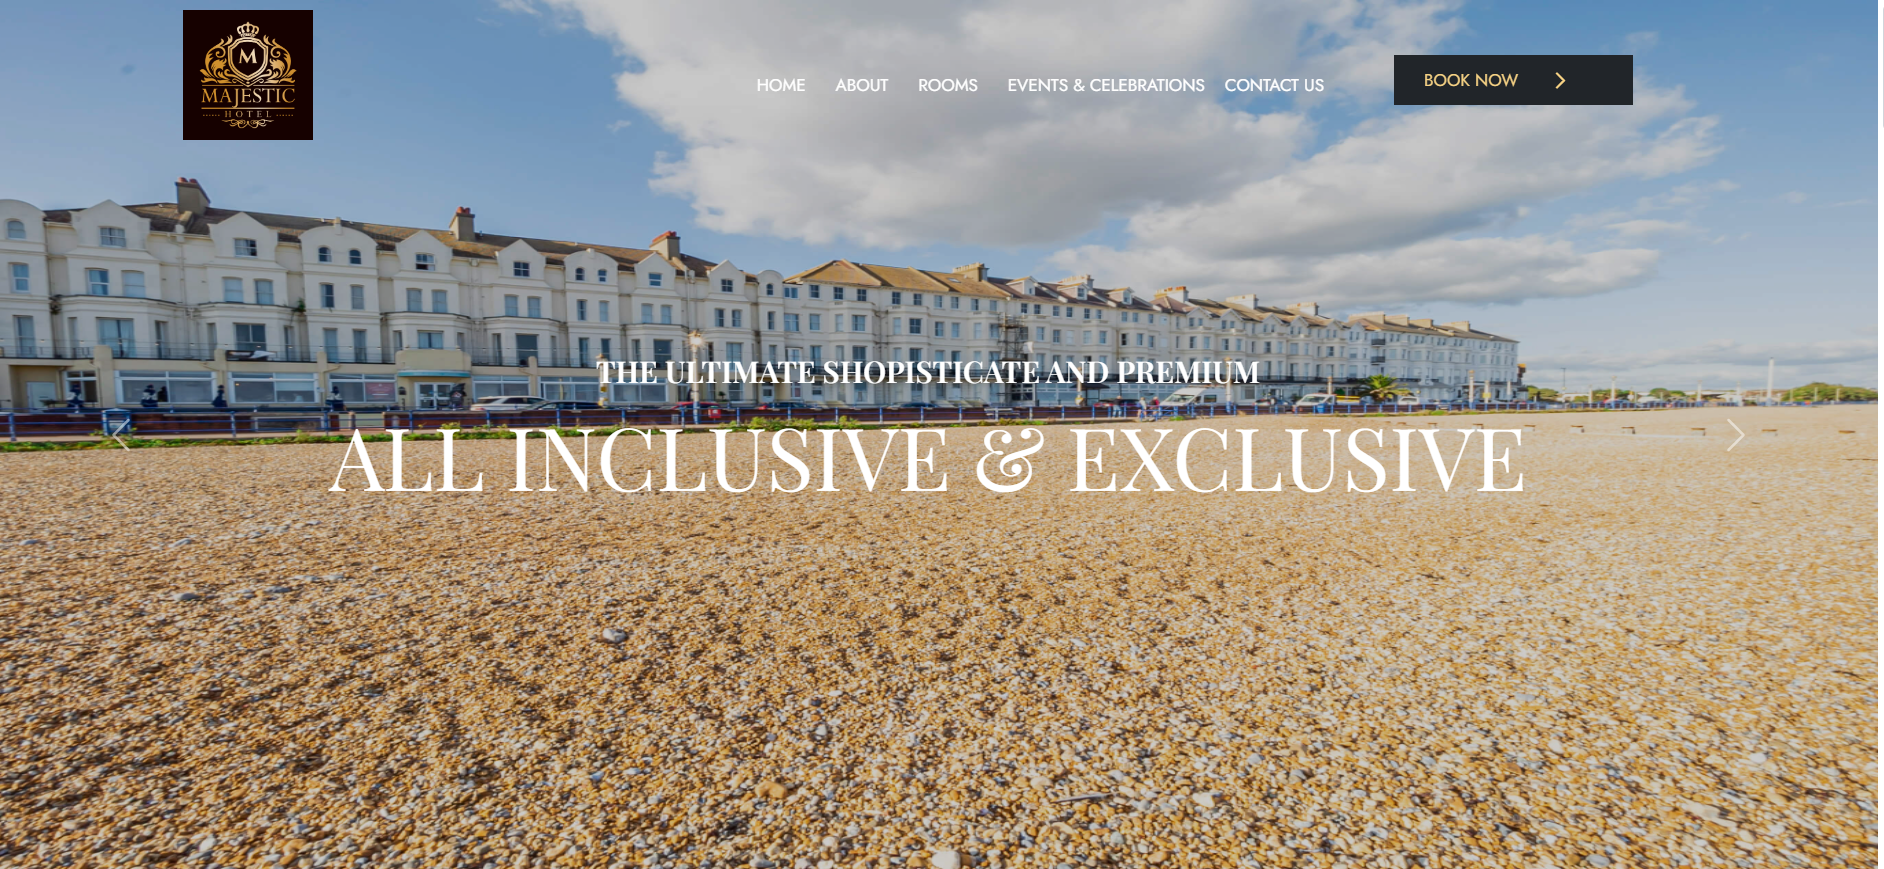 M
MAJESTIC
HOTEL
HOME ABOUT ROOMS EVENTS & CELEBRATIONS CONTACT US
BOOK NOW
THE ULTIMATE SHOPISTICATE AND PREMIUM
ALL INCLUSIVE & EXCLUSIVE